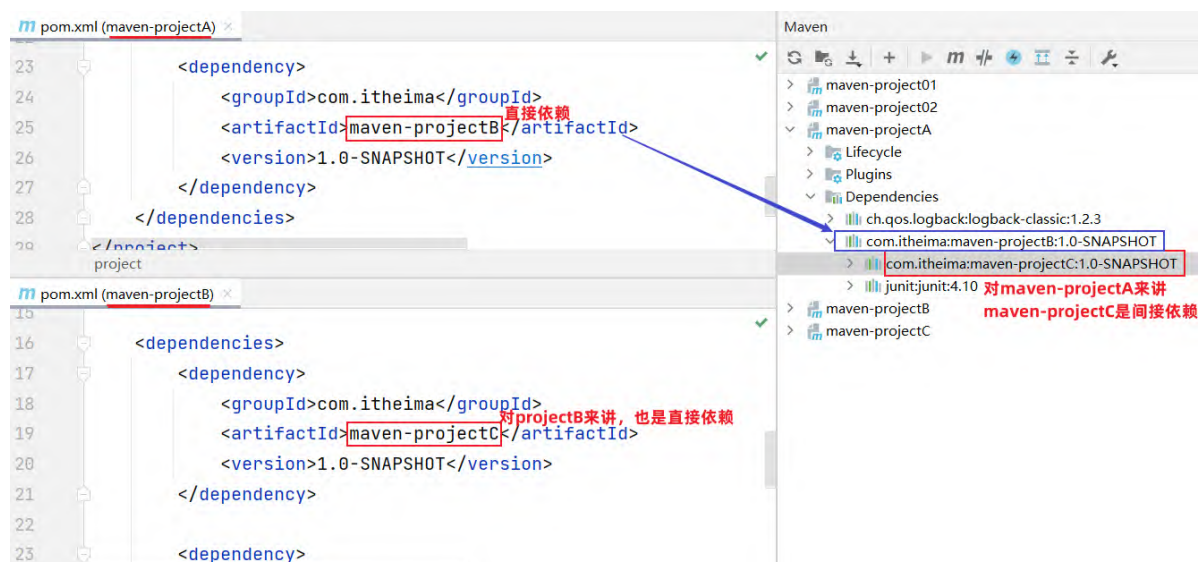 pom.xml (maven-projectA)
23 <dependency>
24 <groupId>com.itheima</groupId>
直接依赖
25 <artifactId>maven-projectB</artifactId>
26 <version>1.0-SNAPSHOT</version>
27 </dependency>
28 </dependencies>
29 </project>
project
pom.xml (maven-projectB)
15
16 <dependencies>
17 <dependency>
18 <groupId>com.itheima</groupId>
对projectB来讲，也是直接依赖
19 <artifactId>maven-projectC</artifactId>
20 <version>1.0-SNAPSHOT</version>
21 </dependency>
22
23 <dependency>
Maven
maven-project01
maven-project02
maven-projectA
Lifecycle
Plugins
Dependencies
ch.qos.logback:logback-classic:1.2.3
com.itheima:maven-projectB:1.0-SNAPSHOT
com.itheima:maven-projectC:1.0-SNAPSHOT
junit:junit:4.10
对maven-projectA来讲
maven-projectC是间接依赖
maven-projectB
maven-projectC